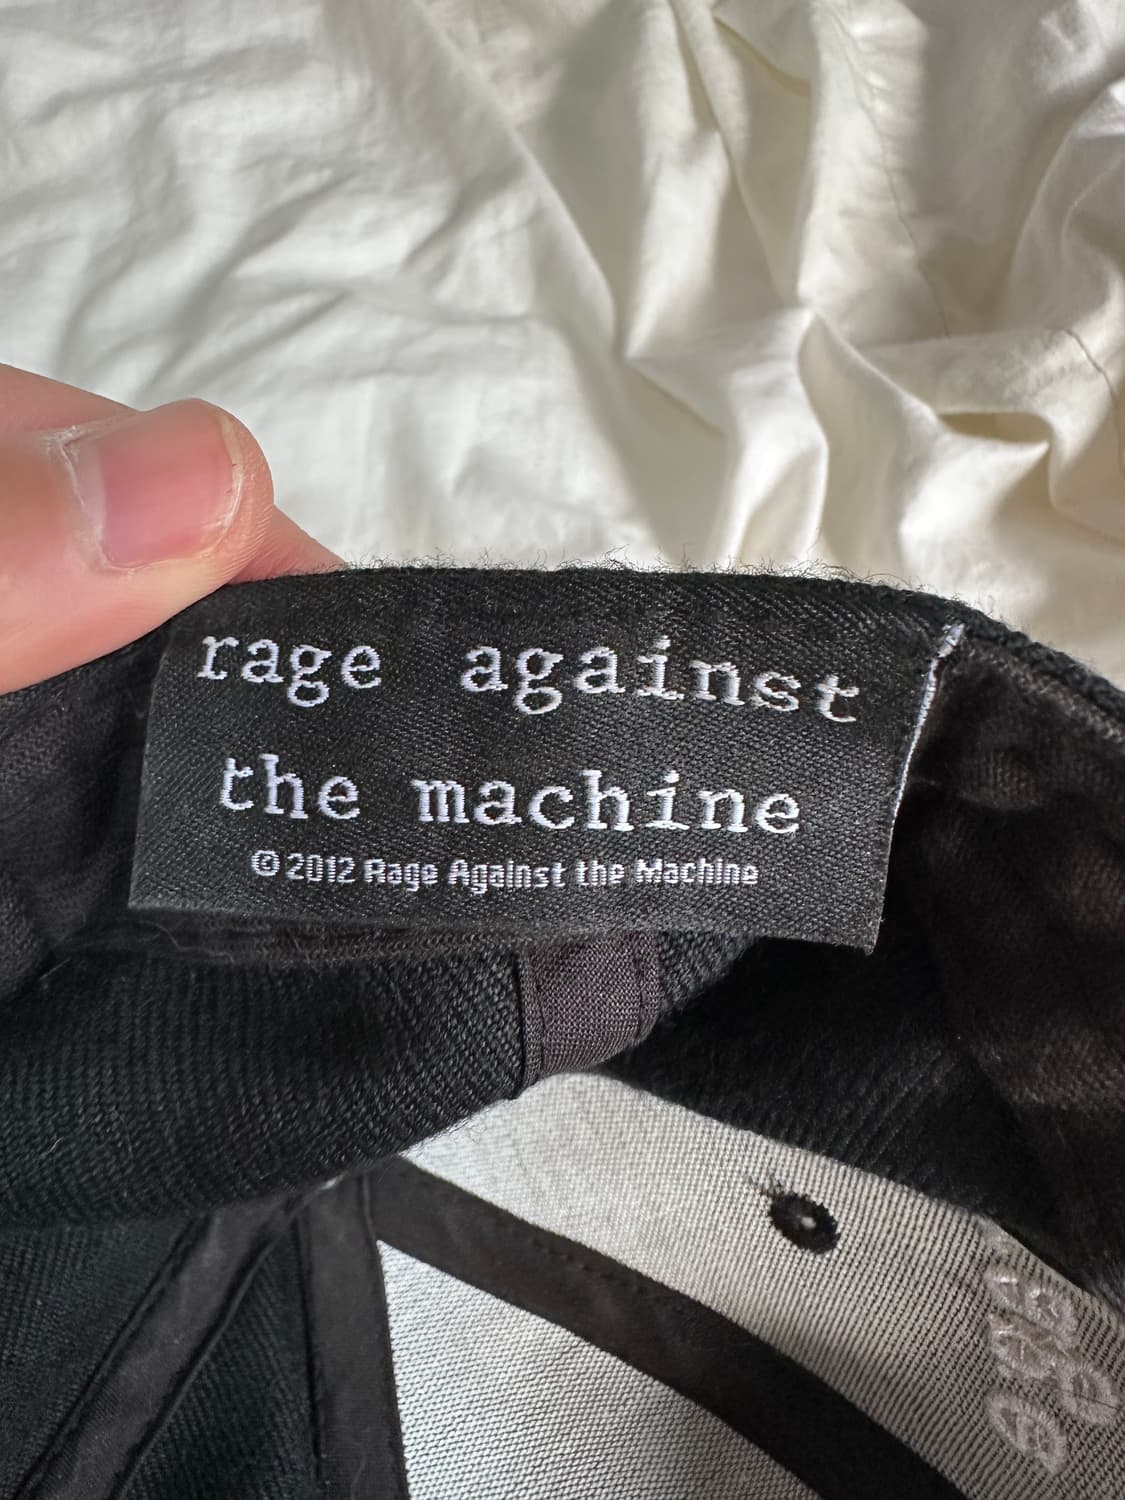 rage against
the machine
© 2012 Rage Against the Machine